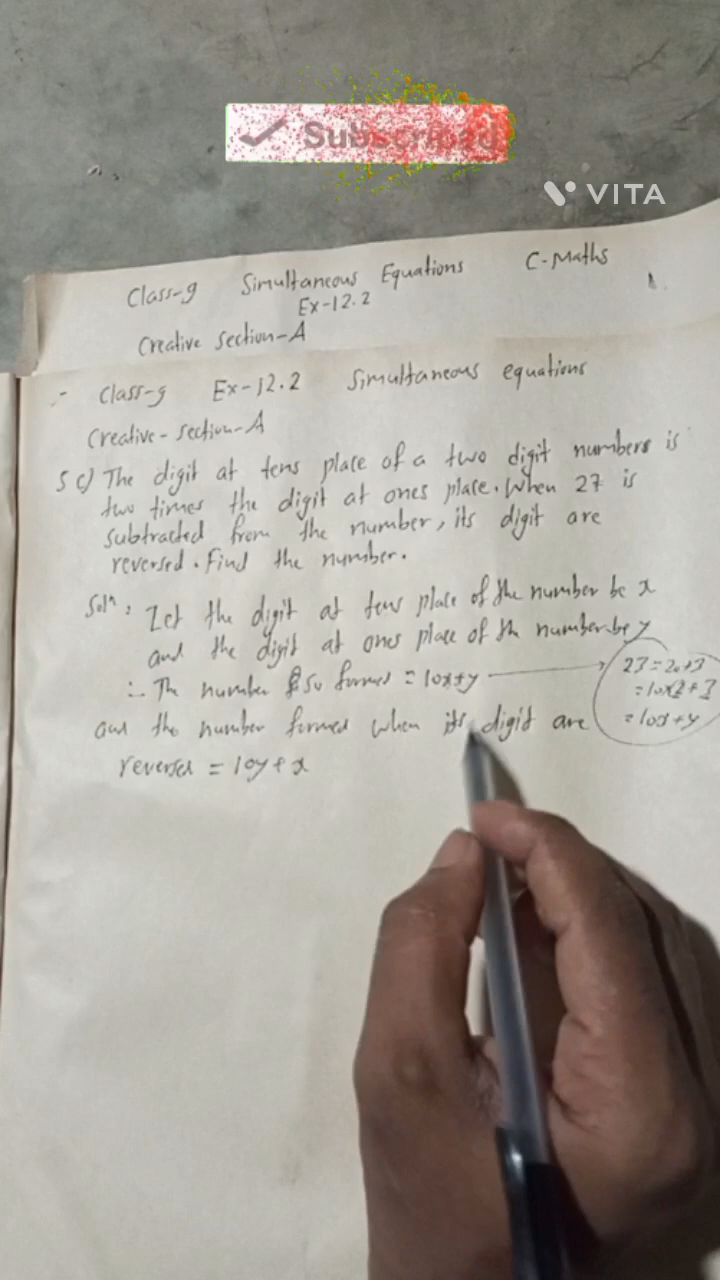 Subscribed
VITA
Class-9 Simultaneous Equations C-Maths
Ex-12.2
Creative section-A
Class-9 Ex-12.2 Simultaneous equations
Creative-section-A
5 c) The digit at tens place of a two digit numbers is
two times the digit at ones place. When 27 is
subtracted from the number, its digit are
reversed. Find the number.
Solⁿ: Let the digit at tens place of the number be x
and the digit at ones place of the number be y
∴ The number so formed = 10x+y
23 = 20+3
= 10×2+3
= 10x+y
and the number formed when its digit are
reversed = 10y+x